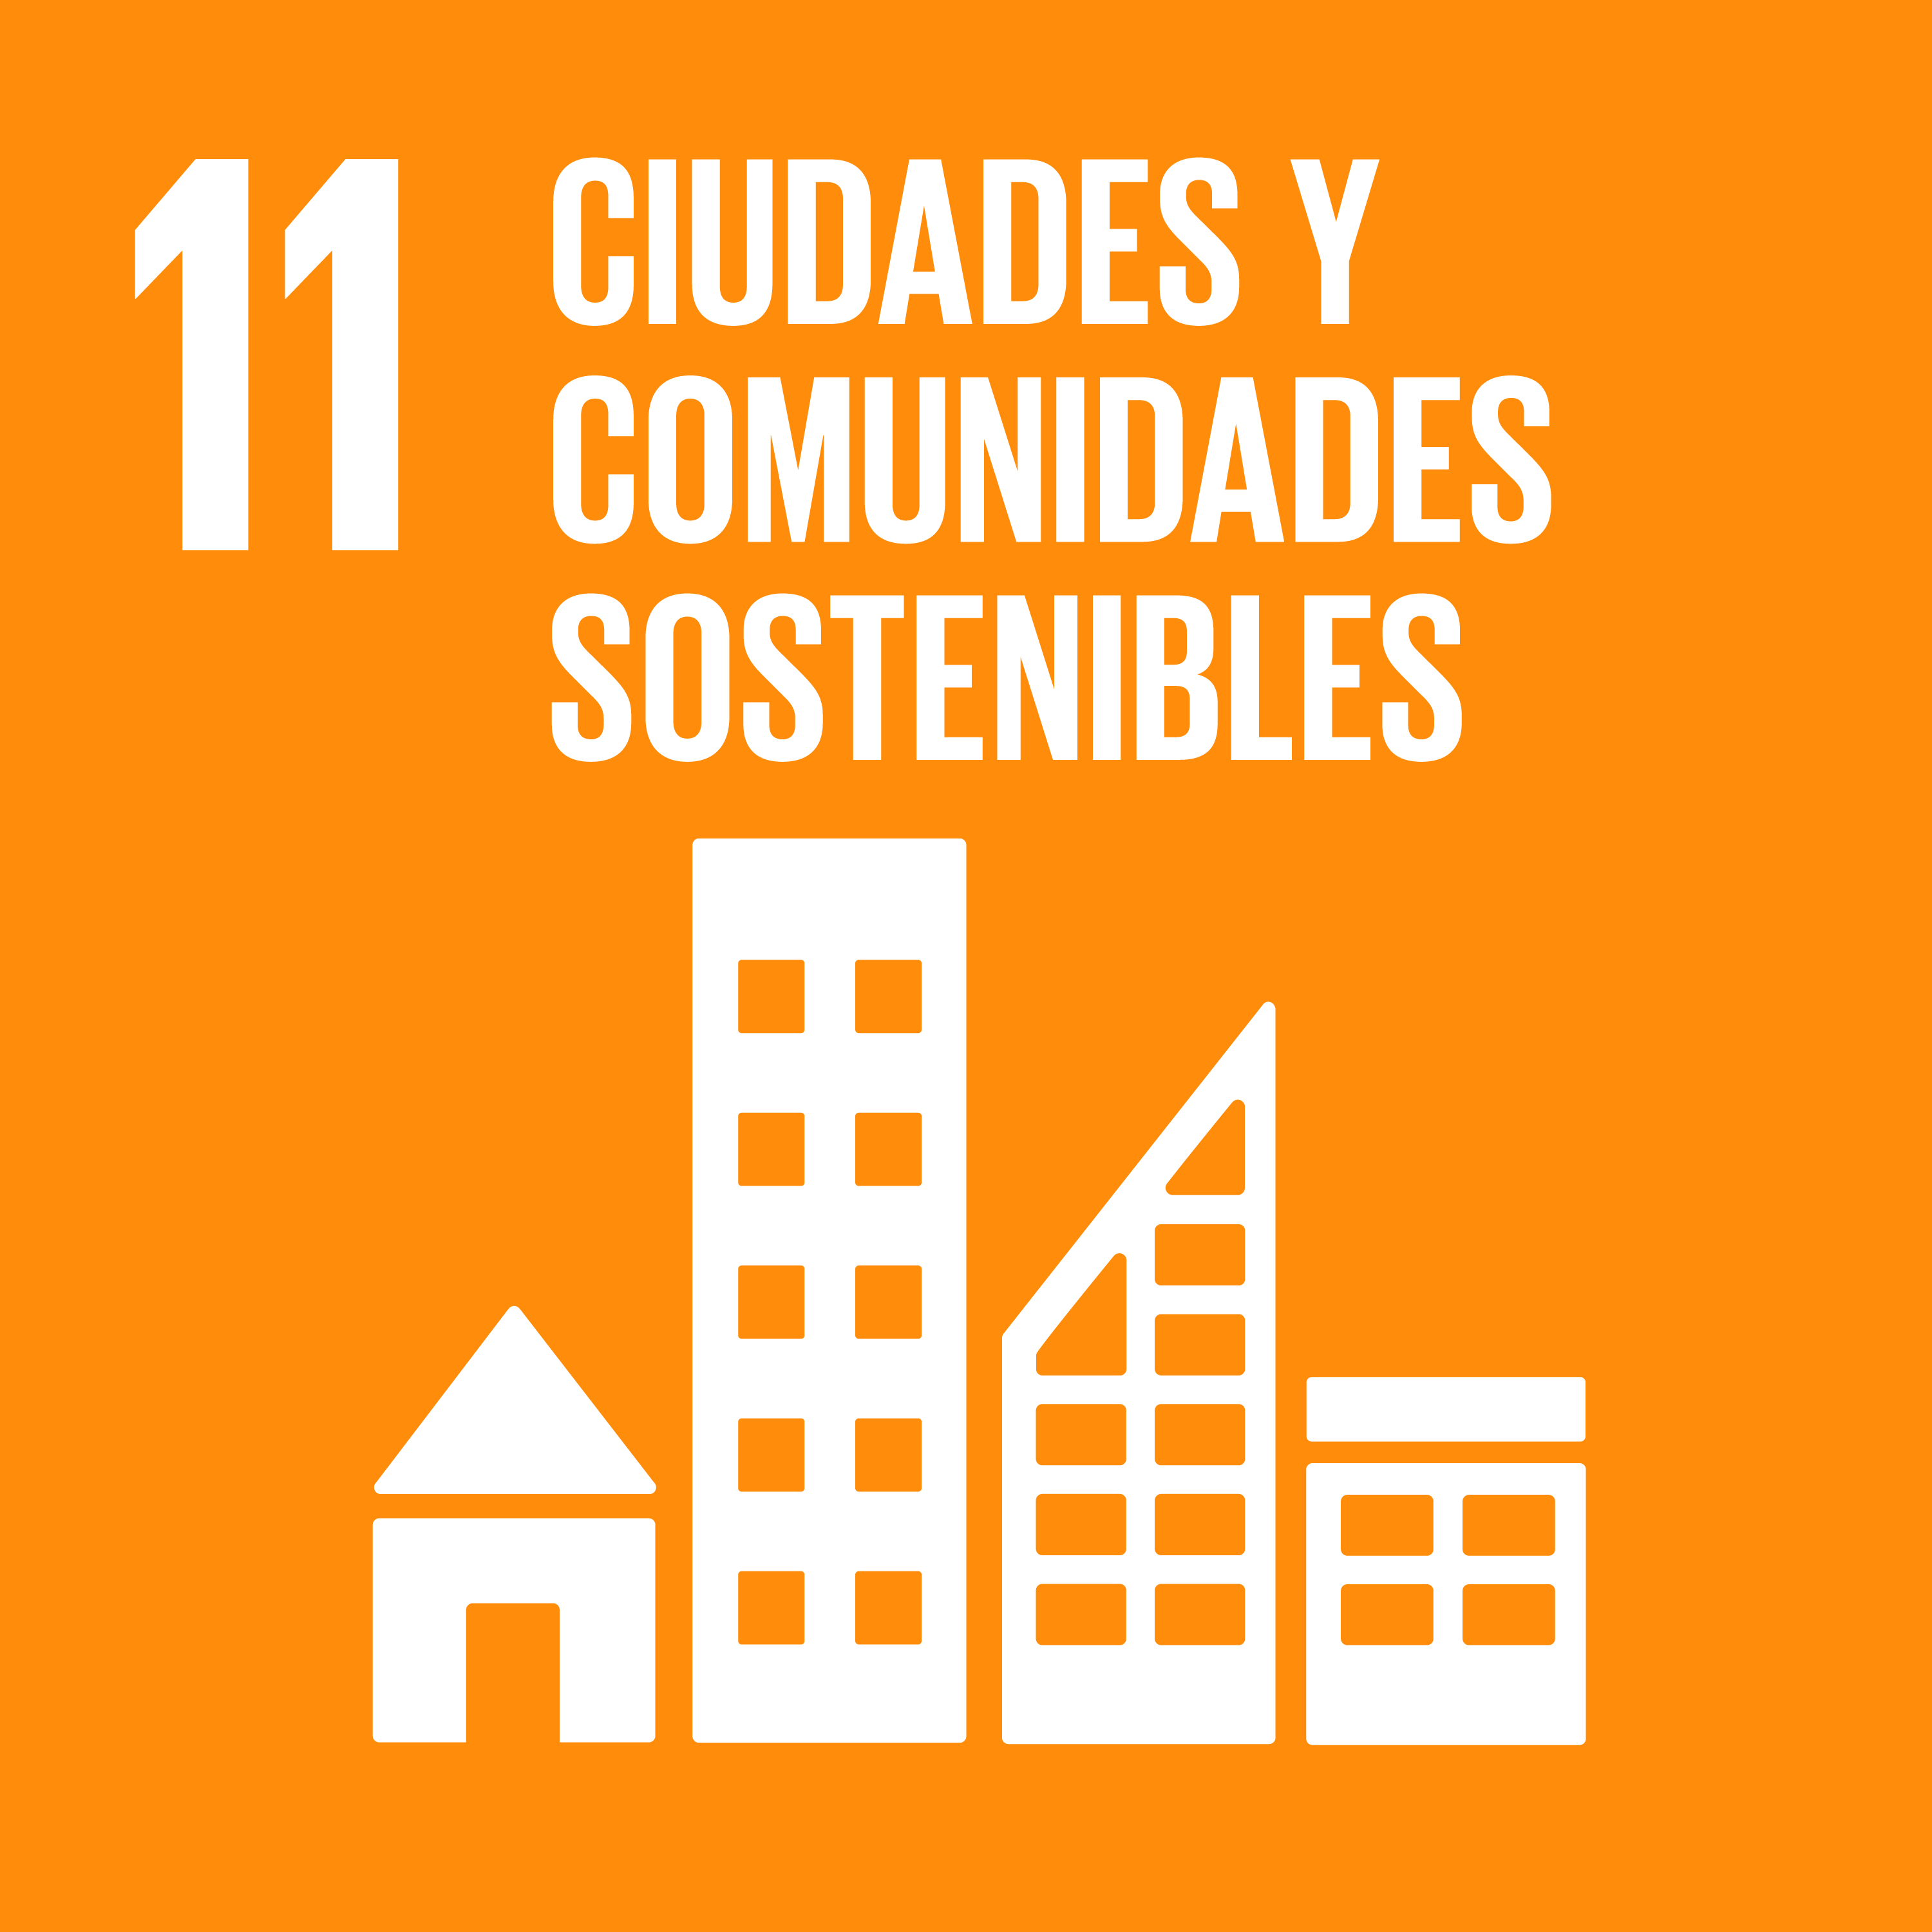 11
CIUDADES Y
COMUNIDADES
SOSTENIBLES